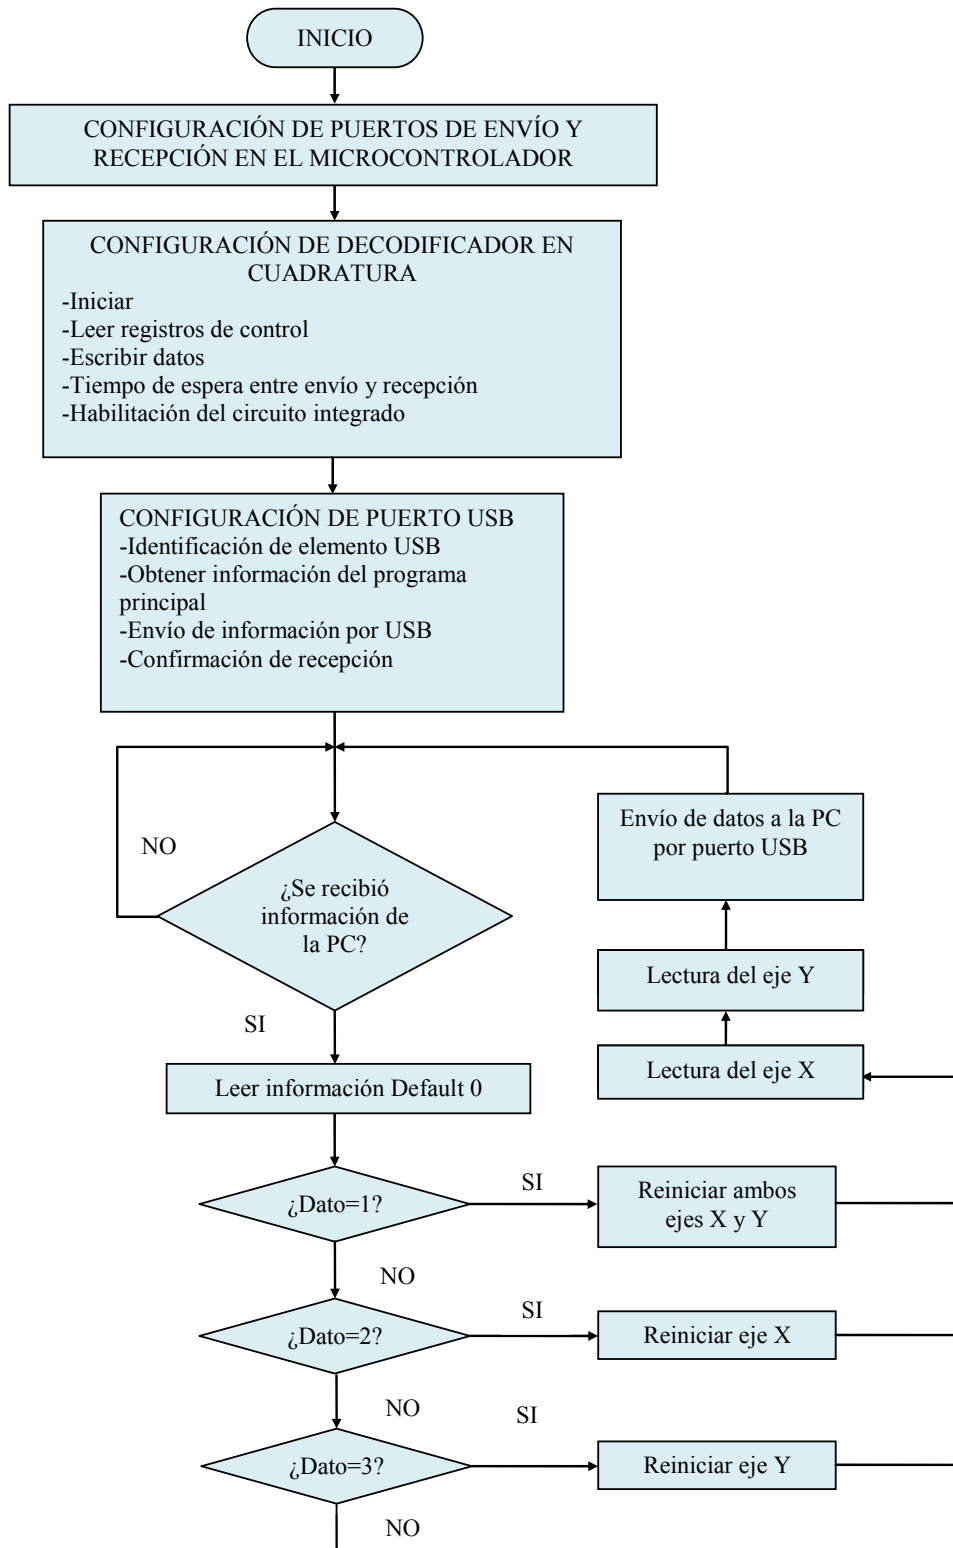 INICIO
CONFIGURACIÓN DE PUERTOS DE ENVÍO Y
RECEPCIÓN EN EL MICROCONTROLADOR
CONFIGURACIÓN DE DECODIFICADOR EN
CUADRATURA
-Iniciar
-Leer registros de control
-Escribir datos
-Tiempo de espera entre envío y recepción
-Habilitación del circuito integrado
CONFIGURACIÓN DE PUERTO USB
-Identificación de elemento USB
-Obtener información del programa
principal
-Envío de información por USB
-Confirmación de recepción
NO
¿Se recibió
información de
la PC?
SI
Envío de datos a la PC
por puerto USB
Lectura del eje Y
Lectura del eje X
Leer información Default 0
¿Dato=1?
SI
Reiniciar ambos
ejes X y Y
NO
¿Dato=2?
SI
Reiniciar eje X
NO
¿Dato=3?
SI
Reiniciar eje Y
NO